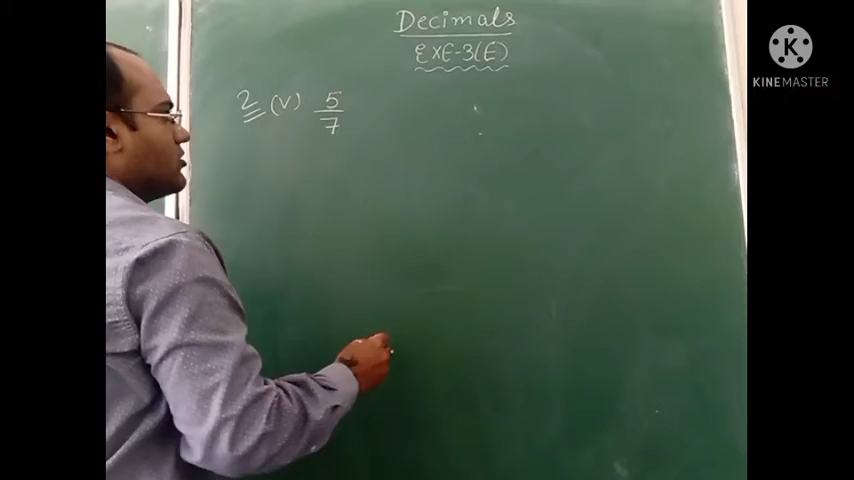 Decimals
EXE-3(E)
2 (V) 5/7
K
KINEMASTER